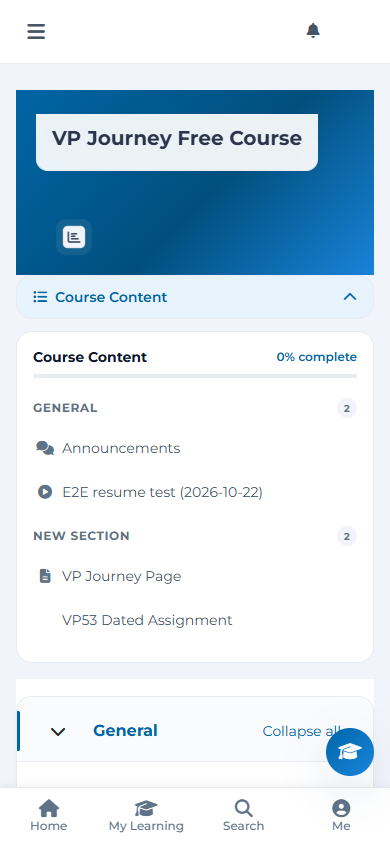 VP Journey Free Course
Course Content
Course Content
0% complete
GENERAL
2
Announcements
E2E resume test (2026-10-22)
NEW SECTION
2
VP Journey Page
VP53 Dated Assignment
General
Collapse all
Home
My Learning
Search
Me